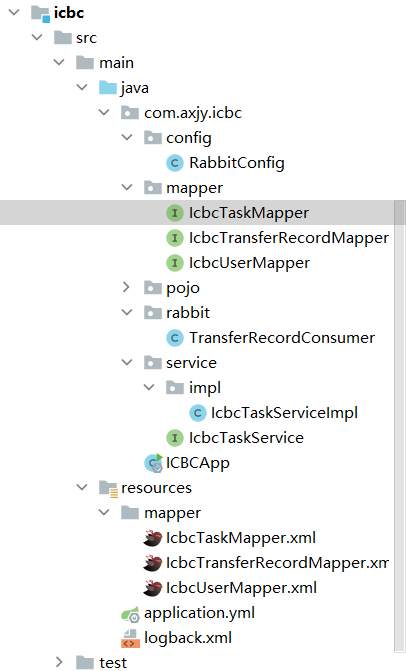 icbc
src
main
java
com.axjy.icbc
config
C RabbitConfig
mapper
I IcbcTaskMapper
I IcbcTransferRecordMapper
I IcbcUserMapper
pojo
rabbit
C TransferRecordConsumer
service
impl
C IcbcTaskServiceImpl
I IcbcTaskService
C ICBCApp
resources
mapper
IcbcTaskMapper.xml
IcbcTransferRecordMapper.xm
IcbcUserMapper.xml
application.yml
logback.xml
test